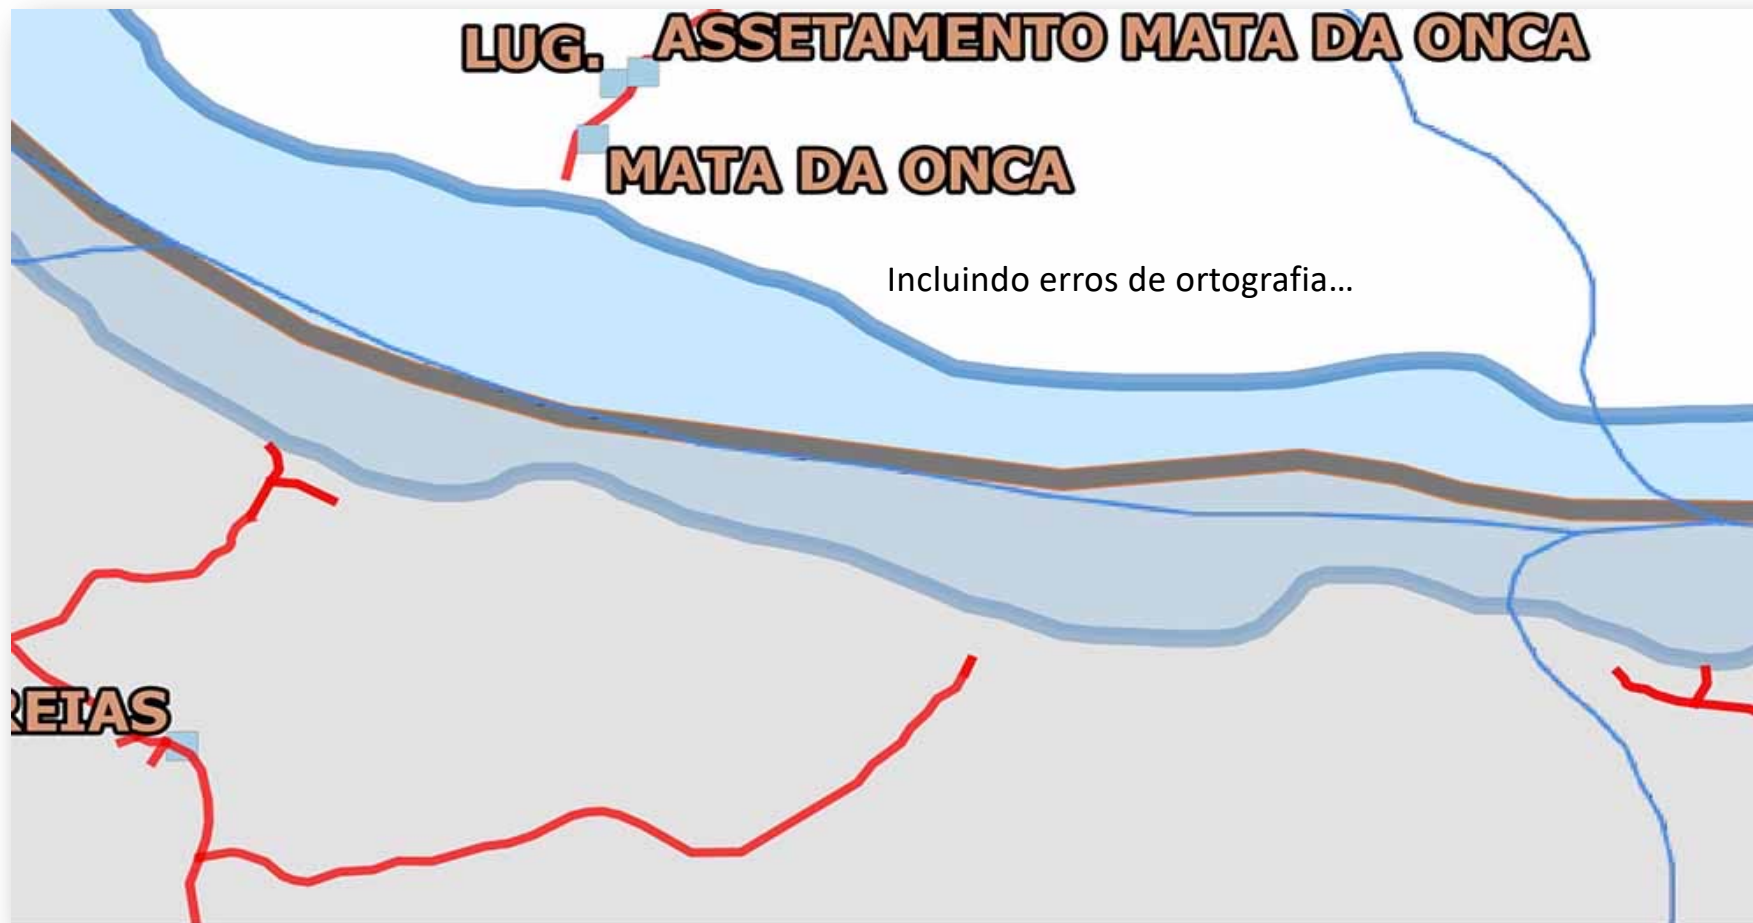 LUG. ASSETAMENTO MATA DA ONCA
MATA DA ONCA
Incluindo erros de ortografia...
REIAS